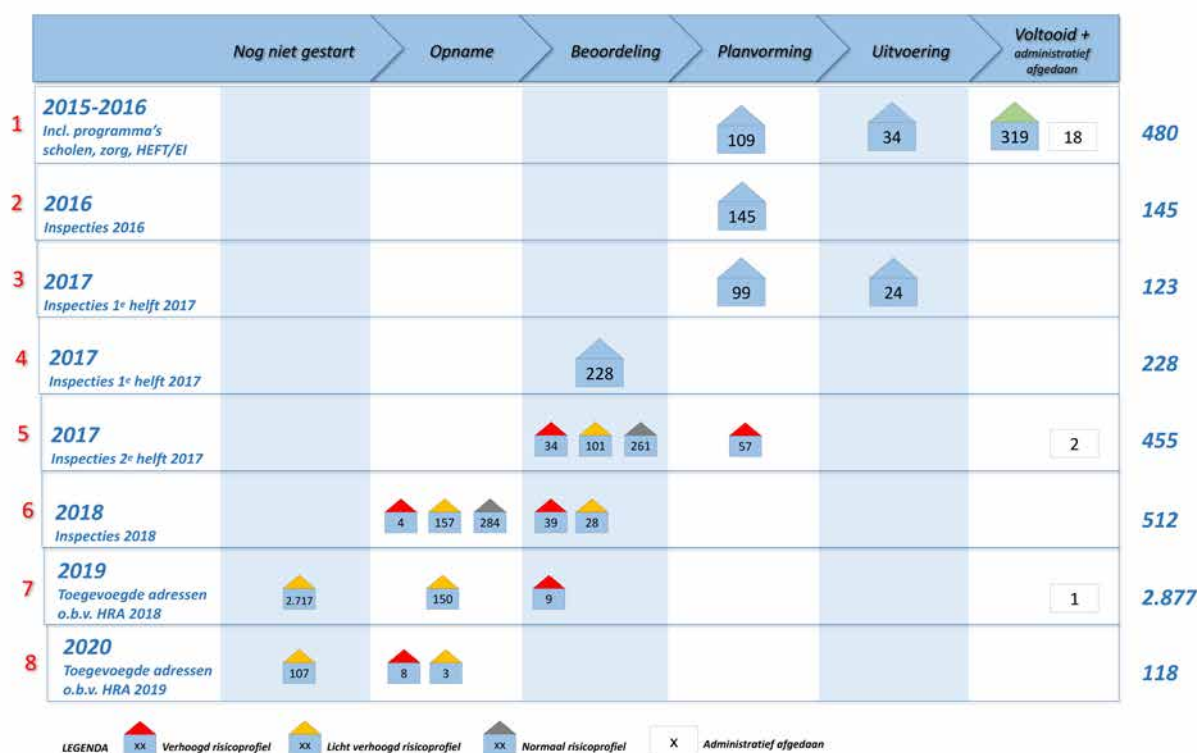 Nog niet gestart Opname Beoordeling Planvorming Uitvoering Voltooid +
administratief
afgedaan
1 2015-2016
Incl. programma's
scholen, zorg, HEFT/EI
109 34 319 18 480
2 2016
Inspecties 2016
145 145
3 2017
Inspecties 1e helft 2017
99 24 123
4 2017
Inspecties 1e helft 2017
228 228
5 2017
Inspecties 2e helft 2017
34 101 261 57 2 455
6 2018
Inspecties 2018
4 157 284 39 28 512
7 2019
Toegevoegde adressen
o.b.v. HRA 2018
2.717 150 9 1 2.877
8 2020
Toegevoegde adressen
o.b.v. HRA 2019
107 8 3 118
LEGENDA xx Verhoogd risicoprofiel xx Licht verhoogd risicoprofiel xx Normaal risicoprofiel X Administratief afgedaan